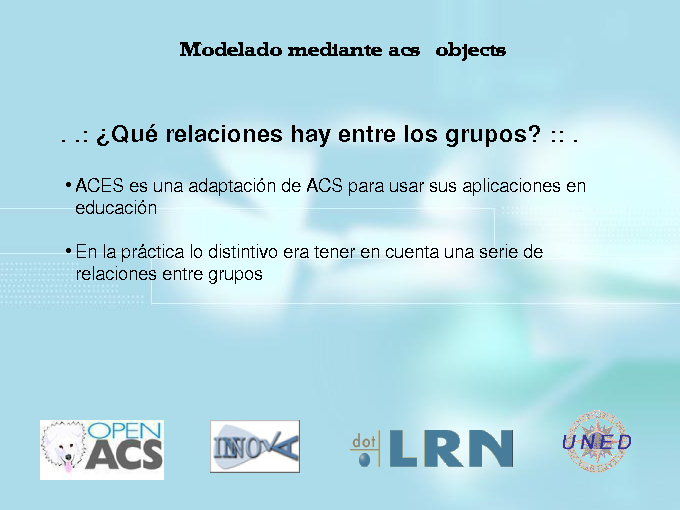 Modelado mediante acs objects
. .: ¿Qué relaciones hay entre los grupos? :: .
• ACES es una adaptación de ACS para usar sus aplicaciones en
educación
• En la práctica lo distintivo era tener en cuenta una serie de
relaciones entre grupos
OPEN
ACS
INNOVA
dot LRN
UNED